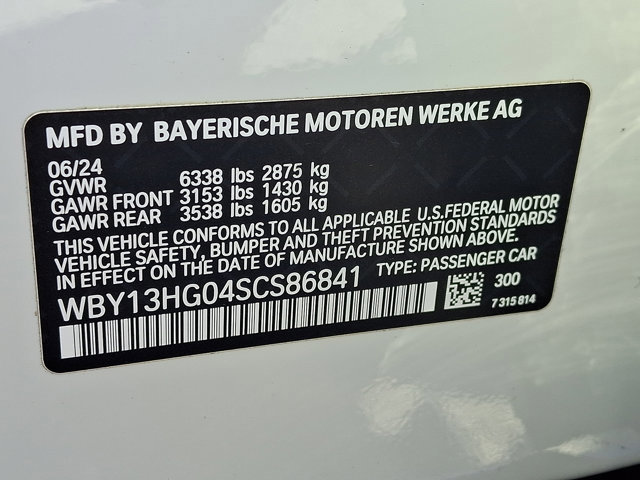 MFD BY BAYERISCHE MOTOREN WERKE AG
06/24
GVWR 6338 lbs 2875 kg
GAWR FRONT 3153 lbs 1430 kg
GAWR REAR 3538 lbs 1605 kg
THIS VEHICLE CONFORMS TO ALL APPLICABLE U.S.FEDERAL MOTOR
VEHICLE SAFETY, BUMPER AND THEFT PREVENTION STANDARDS
IN EFFECT ON THE DATE OF MANUFACTURE SHOWN ABOVE.
WBY13HG04SCS86841 TYPE: PASSENGER CAR
300
7 315 814